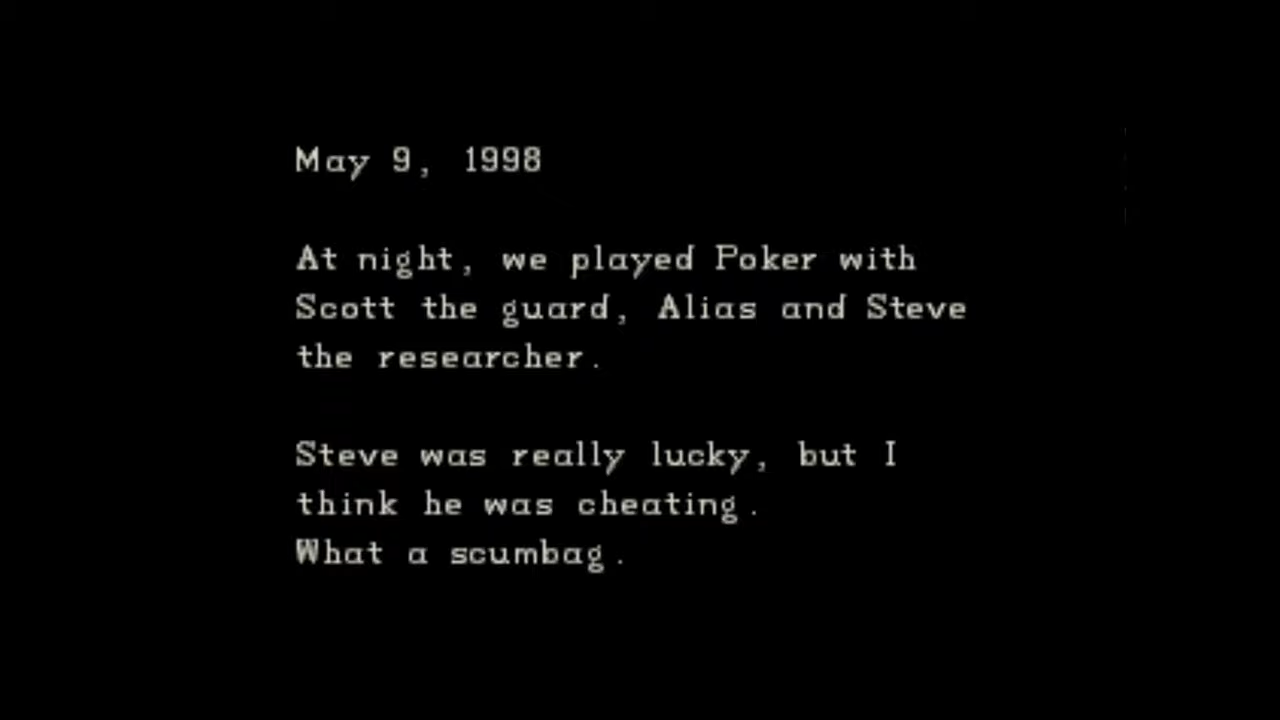 May 9, 1998
At night, we played Poker with
Scott the guard, Alias and Steve
the researcher.
Steve was really lucky, but I
think he was cheating.
What a scumbag.